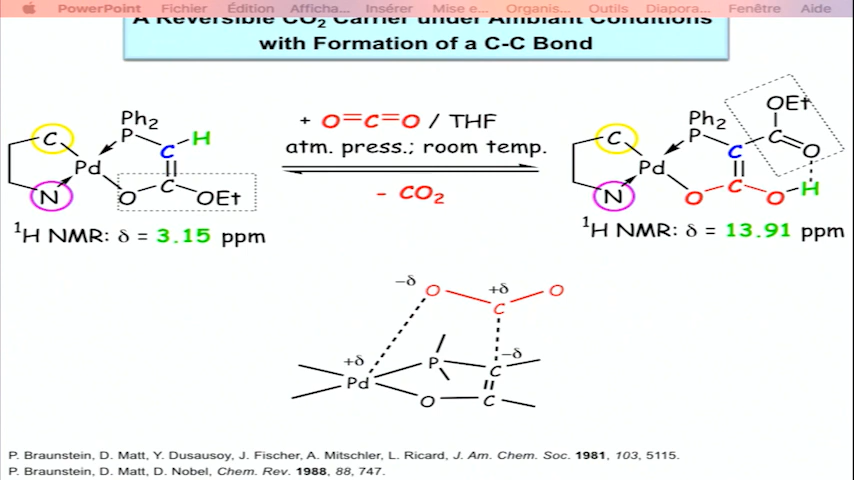 PowerPoint Fichier Édition Afficha... Insérer Mise e... Organis... Outils Diapora... Fenêtre Aide
A Reversible CO2 Carrier under Ambiant Conditions
with Formation of a C-C Bond
Ph2
P
H
C
C
Pd
C
N
O
OEt
1H NMR: δ = 3.15 ppm
+ O=C=O / THF
atm. press.; room temp.
- CO2
OEt
Ph2
P
C
O
C
C
Pd
C
N
O
O
H
1H NMR: δ = 13.91 ppm
−δ
O
+δ
C
O
+δ
Pd
P
−δ
C
O
C
P. Braunstein, D. Matt, Y. Dusausoy, J. Fischer, A. Mitschler, L. Ricard, J. Am. Chem. Soc. 1981, 103, 5115.
P. Braunstein, D. Matt, D. Nobel, Chem. Rev. 1988, 88, 747.